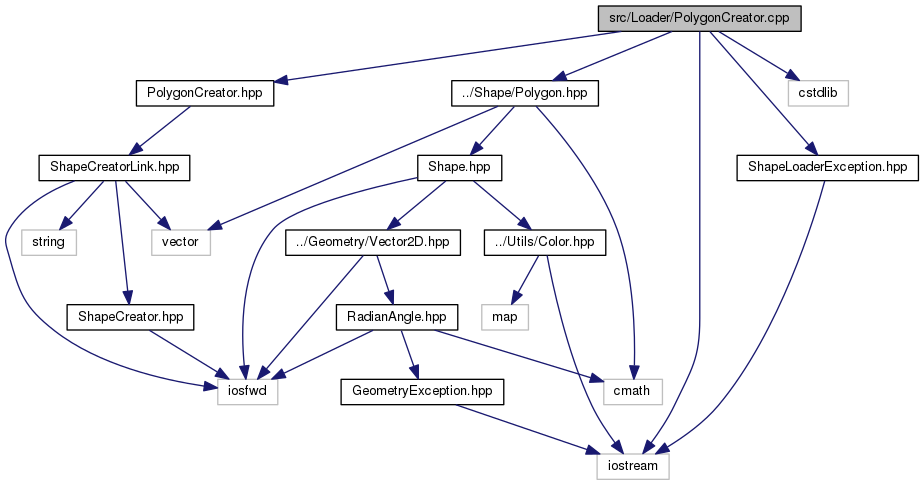 src/Loader/PolygonCreator.cpp
PolygonCreator.hpp
../Shape/Polygon.hpp
cstdlib
ShapeCreatorLink.hpp
Shape.hpp
ShapeLoaderException.hpp
string
vector
../Geometry/Vector2D.hpp
../Utils/Color.hpp
ShapeCreator.hpp
RadianAngle.hpp
map
iosfwd
GeometryException.hpp
cmath
iostream